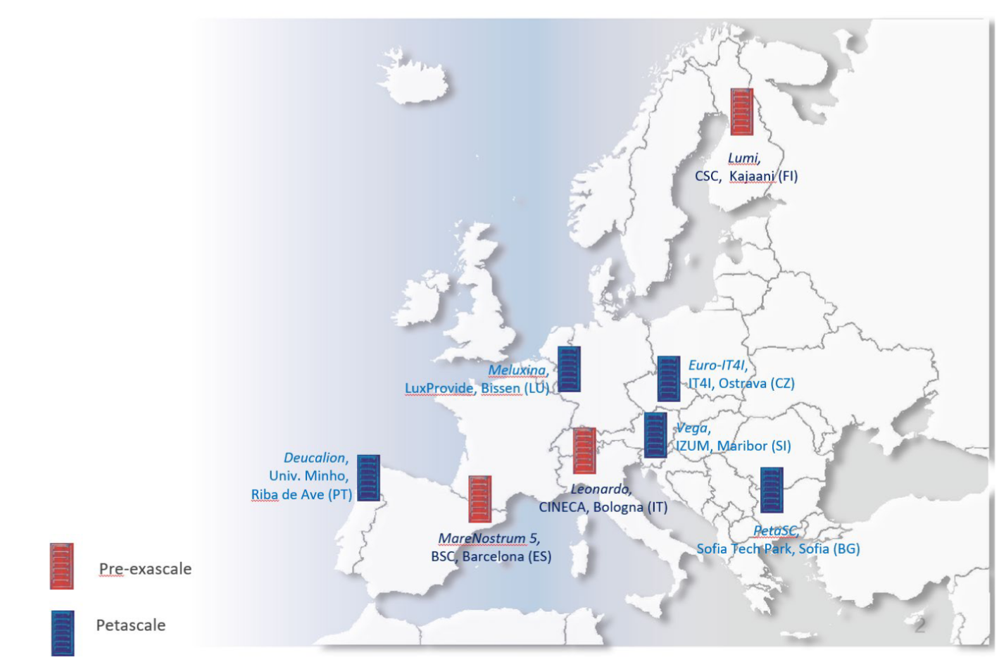 Lumi,
CSC, Kajaani (FI)
Meluxina,
LuxProvide, Bissen (LU)
Euro-IT4I,
IT4I, Ostrava (CZ)
Vega,
IZUM, Maribor (SI)
Deucalion,
Univ. Minho,
Riba de Ave (PT)
Leonardo,
CINECA, Bologna (IT)
MareNostrum 5,
BSC, Barcelona (ES)
PetaSC,
Sofia Tech Park, Sofia (BG)
Pre-exascale
Petascale
2